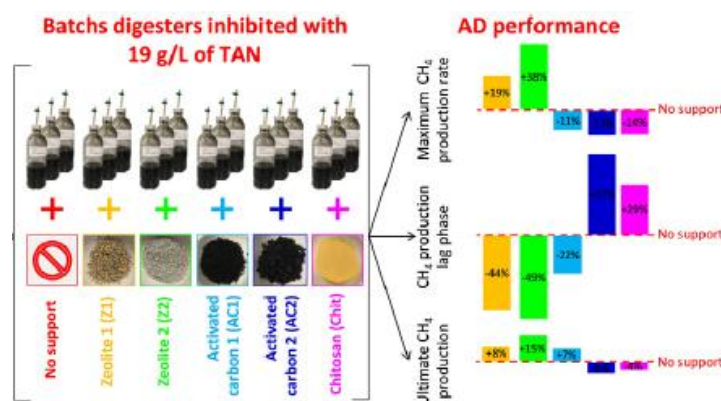 Batchs digesters inhibited with
19 g/L of TAN
No support
Zeolite 1 (Z1)
Zeolite 2 (Z2)
Activated
carbon 1 (AC1)
Activated
carbon 2 (AC2)
Chitosan (Chit)
AD performance
Maximum CH4
production rate
+19%
+38%
-11%
-14%
No support
CH4 production
lag phase
-44%
-49%
-22%
+29%
No support
Ultimate CH4
production
+8%
+15%
+7%
No support